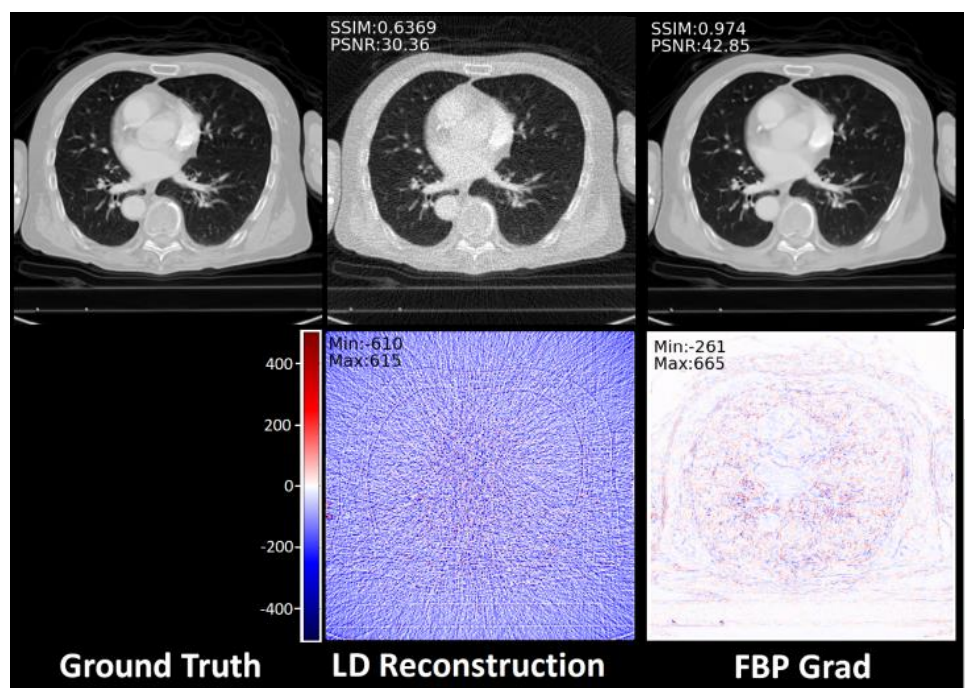 SSIM:0.6369
PSNR:30.36
SSIM:0.974
PSNR:42.85
400
200
0
-200
-400
Min:-610
Max:615
Min:-261
Max:665
Ground Truth
LD Reconstruction
FBP Grad